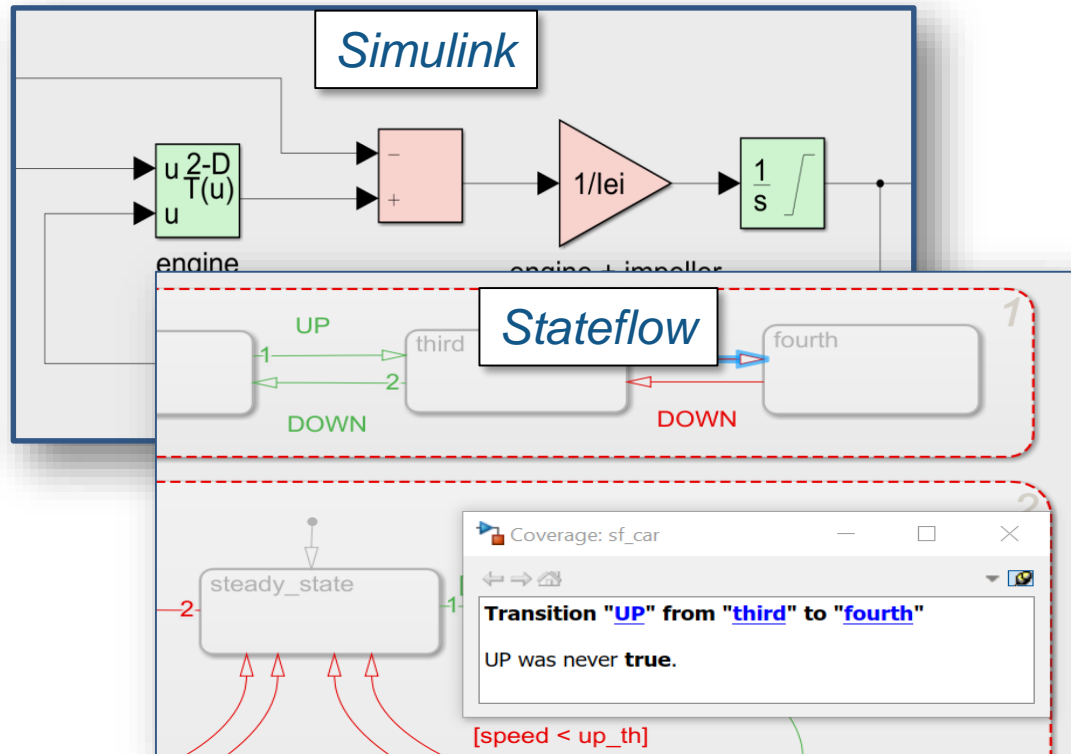 Simulink
u 2-D
T(u)
u
−
+
1/Iei
1
s
engine
Stateflow
1
UP
1
third
fourth
2
DOWN
DOWN
2
Coverage: sf_car
steady_state
2
1
Transition "UP" from "third" to "fourth"
UP was never true.
[speed < up_th]